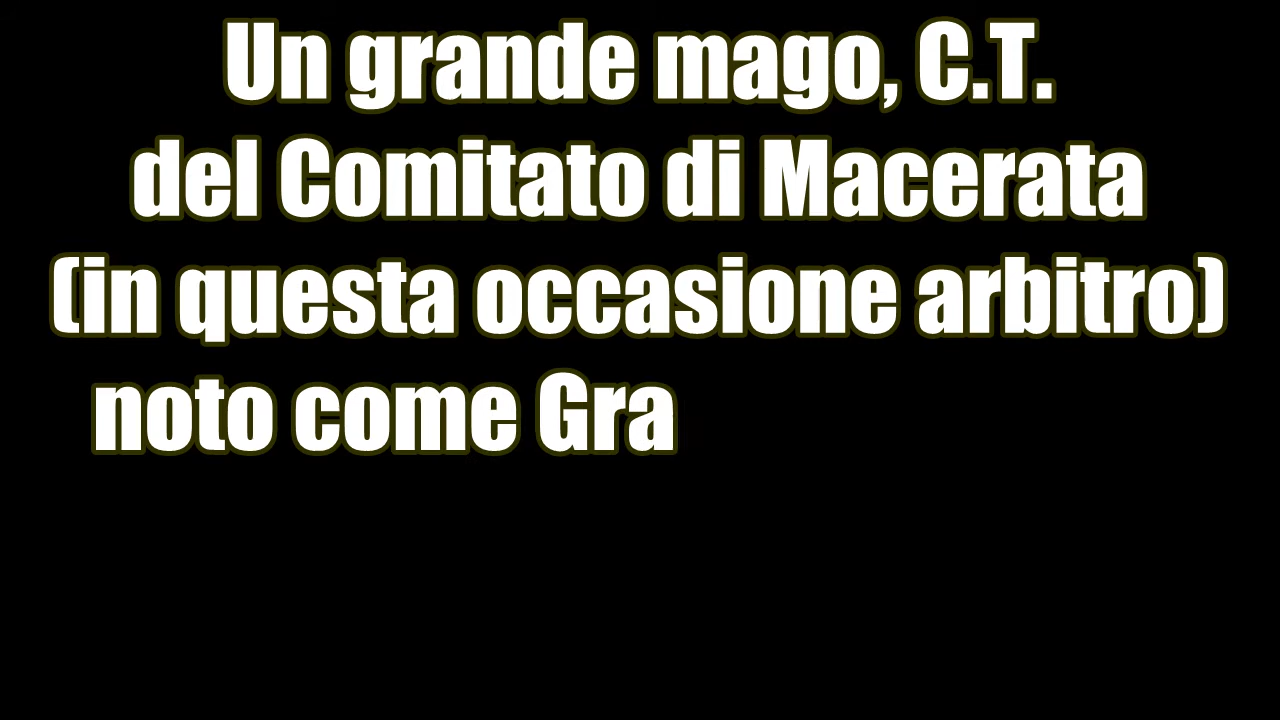 Un grande mago, C.T.
del Comitato di Macerata
(in questa occasione arbitro)
noto come Gra